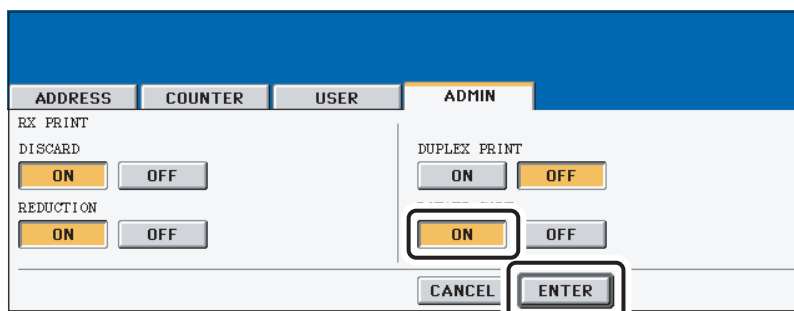 ADDRESS COUNTER USER ADMIN
RX PRINT
DISCARD
ON OFF
REDUCTION
ON OFF
DUPLEX PRINT
ON OFF
ON OFF
CANCEL ENTER